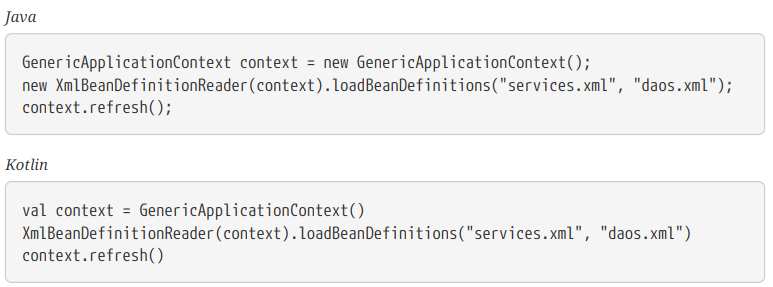 Java
GenericApplicationContext context = new GenericApplicationContext();
new XmlBeanDefinitionReader(context).loadBeanDefinitions("services.xml", "daos.xml");
context.refresh();
Kotlin
val context = GenericApplicationContext()
XmlBeanDefinitionReader(context).loadBeanDefinitions("services.xml", "daos.xml")
context.refresh()